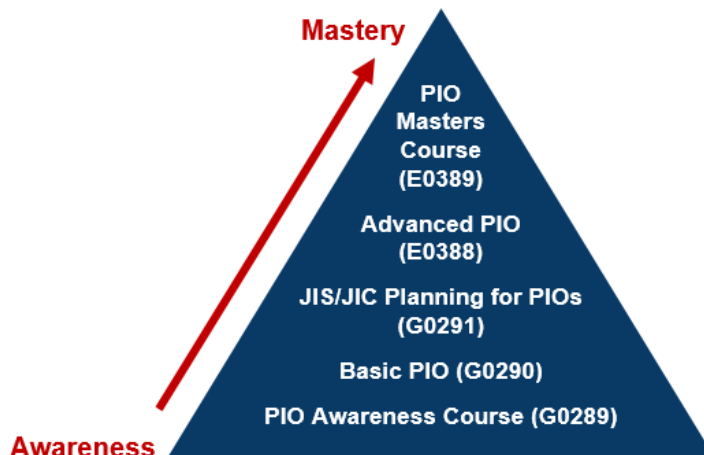 Mastery
PIO
Masters
Course
(E0389)
Advanced PIO
(E0388)
JIS/JIC Planning for PIOs
(G0291)
Basic PIO (G0290)
PIO Awareness Course (G0289)
Awareness